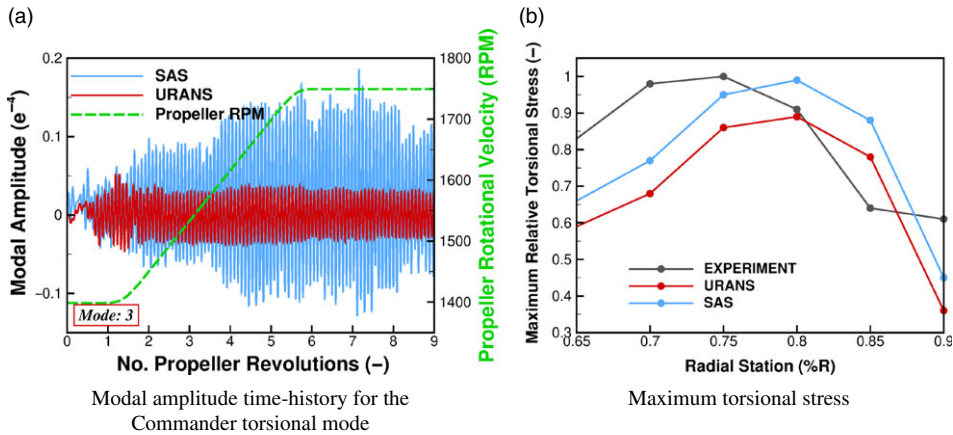 (a)
0.2
0.1
0
−0.1
Modal Amplitude (e⁻⁴)
SAS
URANS
Propeller RPM
Mode: 3
0 1 2 3 4 5 6 7 8 9
No. Propeller Revolutions (−)
1800
1700
1600
1500
1400
Propeller Rotational Velocity (RPM)
Modal amplitude time-history for the
Commander torsional mode
(b)
1
0.9
0.8
0.7
0.6
0.5
0.4
0.3
Maximum Relative Torsional Stress (−)
EXPERIMENT
URANS
SAS
0.65 0.7 0.75 0.8 0.85 0.9
Radial Station (%R)
Maximum torsional stress